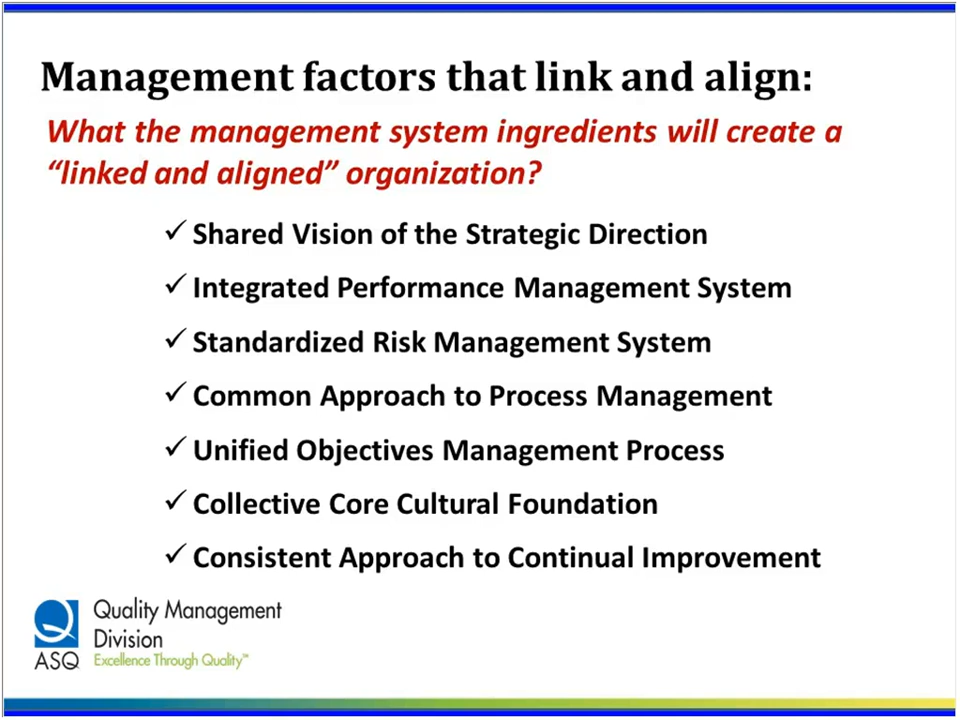 Management factors that link and align:
What the management system ingredients will create a
“linked and aligned” organization?
✓ Shared Vision of the Strategic Direction
✓ Integrated Performance Management System
✓ Standardized Risk Management System
✓ Common Approach to Process Management
✓ Unified Objectives Management Process
✓ Collective Core Cultural Foundation
✓ Consistent Approach to Continual Improvement
Quality Management
Division
ASQ Excellence Through Quality™